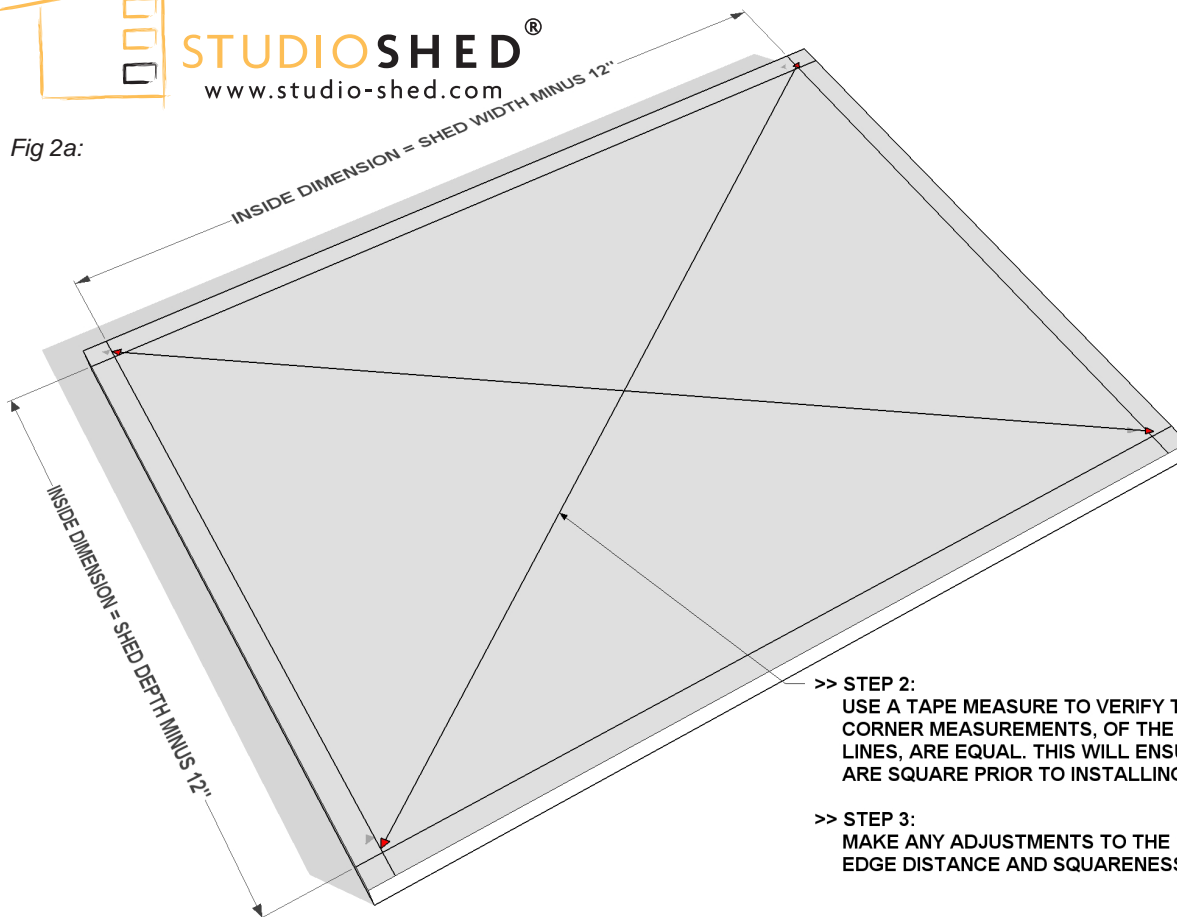 STUDIOSHED®
www.studio-shed.com
Fig 2a:
INSIDE DIMENSION = SHED WIDTH MINUS 12"
INSIDE DIMENSION = SHED DEPTH MINUS 12"
>> STEP 2:
USE A TAPE MEASURE TO VERIFY
CORNER MEASUREMENTS, OF THE
LINES, ARE EQUAL. THIS WILL
ARE SQUARE PRIOR TO INSTALLING
>> STEP 3:
MAKE ANY ADJUSTMENTS TO THE
EDGE DISTANCE AND SQUARENESS